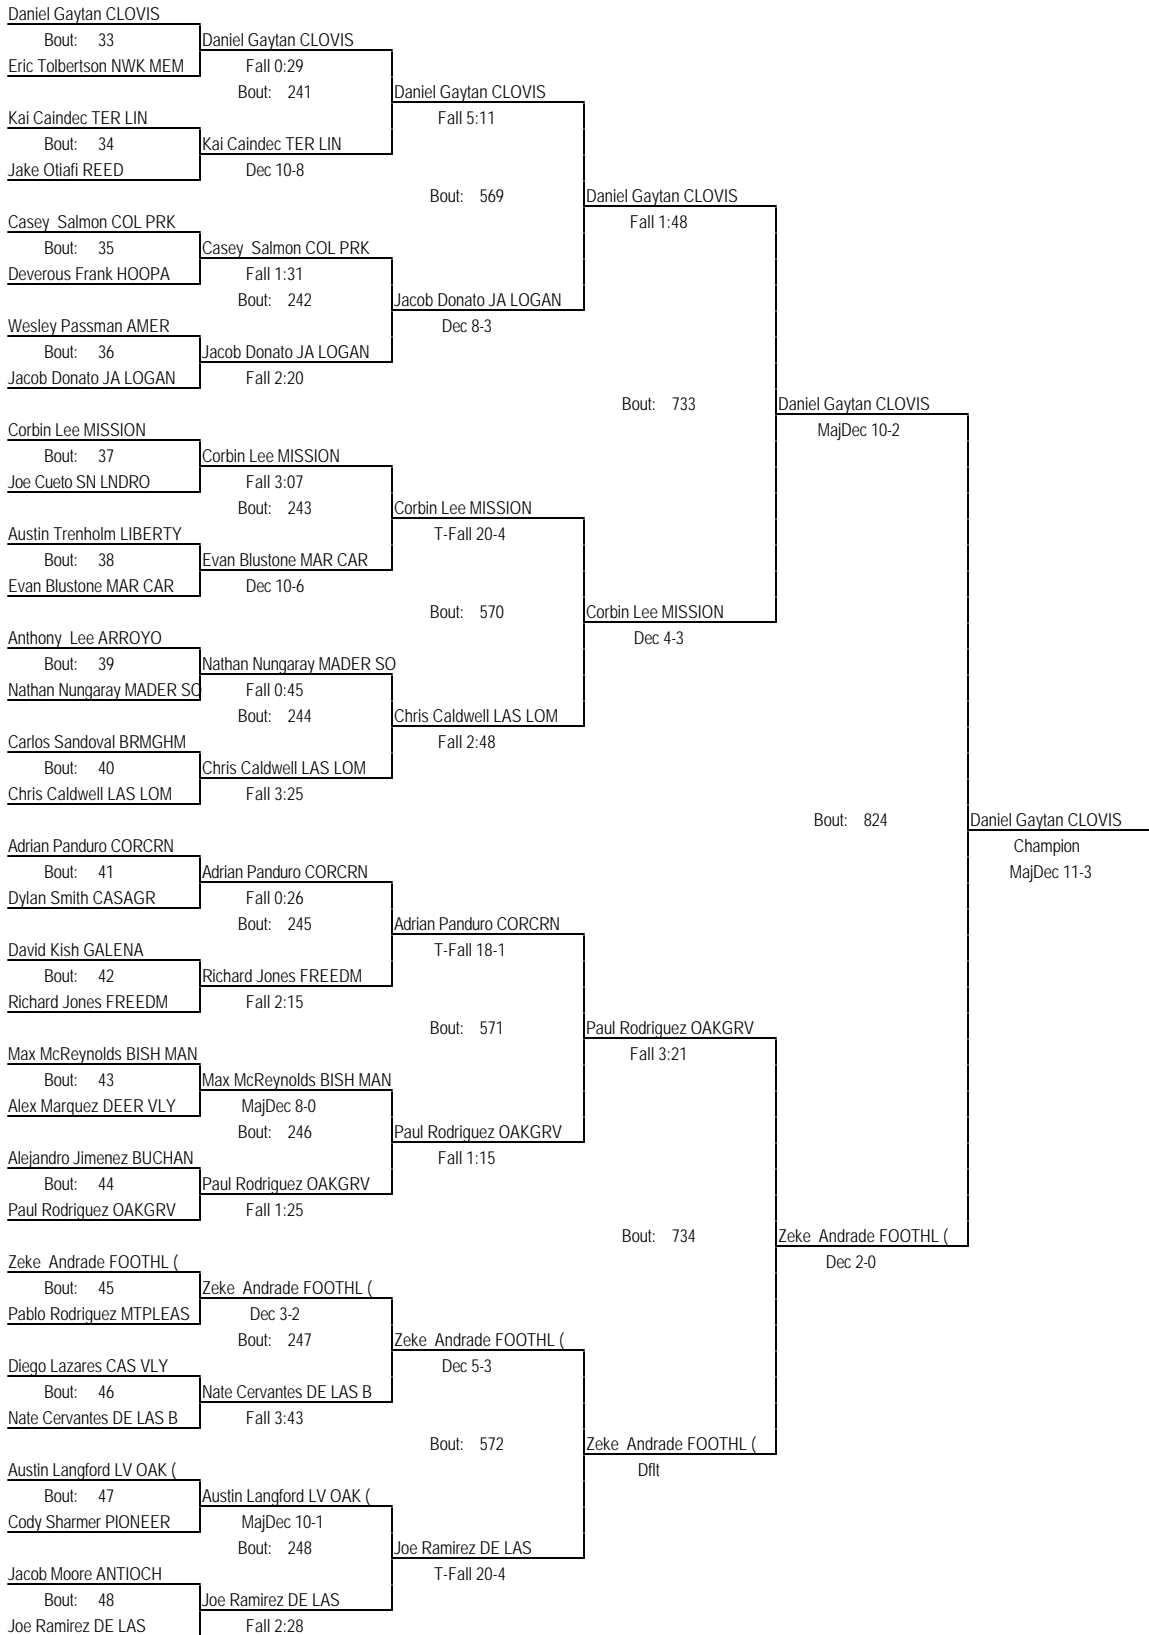 Daniel Gaytan CLOVIS
Bout: 33
Daniel Gaytan CLOVIS
Eric Tolbertson NWK MEM
Fall 0:29
Bout: 241
Daniel Gaytan CLOVIS
Kai Caindec TER LIN
Fall 5:11
Bout: 34
Kai Caindec TER LIN
Jake Otiafi REED
Dec 10-8
Bout: 569
Daniel Gaytan CLOVIS
Casey Salmon COL PRK
Fall 1:48
Bout: 35
Casey Salmon COL PRK
Deverous Frank HOOPA
Fall 1:31
Bout: 242
Jacob Donato JA LOGAN
Wesley Passman AMER
Dec 8-3
Bout: 36
Jacob Donato JA LOGAN
Jacob Donato JA LOGAN
Fall 2:20
Bout: 733
Daniel Gaytan CLOVIS
Corbin Lee MISSION
MajDec 10-2
Bout: 37
Corbin Lee MISSION
Joe Cueto SN LNDRO
Fall 3:07
Bout: 243
Corbin Lee MISSION
Austin Trenholm LIBERTY
T-Fall 20-4
Bout: 38
Evan Blustone MAR CAR
Evan Blustone MAR CAR
Dec 10-6
Bout: 570
Corbin Lee MISSION
Anthony Lee ARROYO
Dec 4-3
Bout: 39
Nathan Nungaray MADER SO
Nathan Nungaray MADER SO
Fall 0:45
Bout: 244
Chris Caldwell LAS LOM
Carlos Sandoval BRMGHM
Fall 2:48
Bout: 40
Chris Caldwell LAS LOM
Chris Caldwell LAS LOM
Fall 3:25
Bout: 824
Daniel Gaytan CLOVIS
Adrian Panduro CORCRN
Champion
Bout: 41
Adrian Panduro CORCRN
MajDec 11-3
Dylan Smith CASAGR
Fall 0:26
Bout: 245
Adrian Panduro CORCRN
David Kish GALENA
T-Fall 18-1
Bout: 42
Richard Jones FREEDM
Richard Jones FREEDM
Fall 2:15
Bout: 571
Paul Rodriguez OAKGRV
Max McReynolds BISH MAN
Fall 3:21
Bout: 43
Max McReynolds BISH MAN
Alex Marquez DEER VLY
MajDec 8-0
Bout: 246
Paul Rodriguez OAKGRV
Alejandro Jimenez BUCHAN
Fall 1:15
Bout: 44
Paul Rodriguez OAKGRV
Paul Rodriguez OAKGRV
Fall 1:25
Bout: 734
Zeke Andrade FOOTHL (
Zeke Andrade FOOTHL (
Dec 2-0
Bout: 45
Zeke Andrade FOOTHL (
Pablo Rodriguez MTPLEAS
Dec 3-2
Bout: 247
Zeke Andrade FOOTHL (
Diego Lazares CAS VLY
Dec 5-3
Bout: 46
Nate Cervantes DE LAS B
Nate Cervantes DE LAS B
Fall 3:43
Bout: 572
Zeke Andrade FOOTHL (
Austin Langford LV OAK (
Dflt
Bout: 47
Austin Langford LV OAK (
Cody Sharmer PIONEER
MajDec 10-1
Bout: 248
Joe Ramirez DE LAS
Jacob Moore ANTIOCH
T-Fall 20-4
Bout: 48
Joe Ramirez DE LAS
Joe Ramirez DE LAS
Fall 2:28